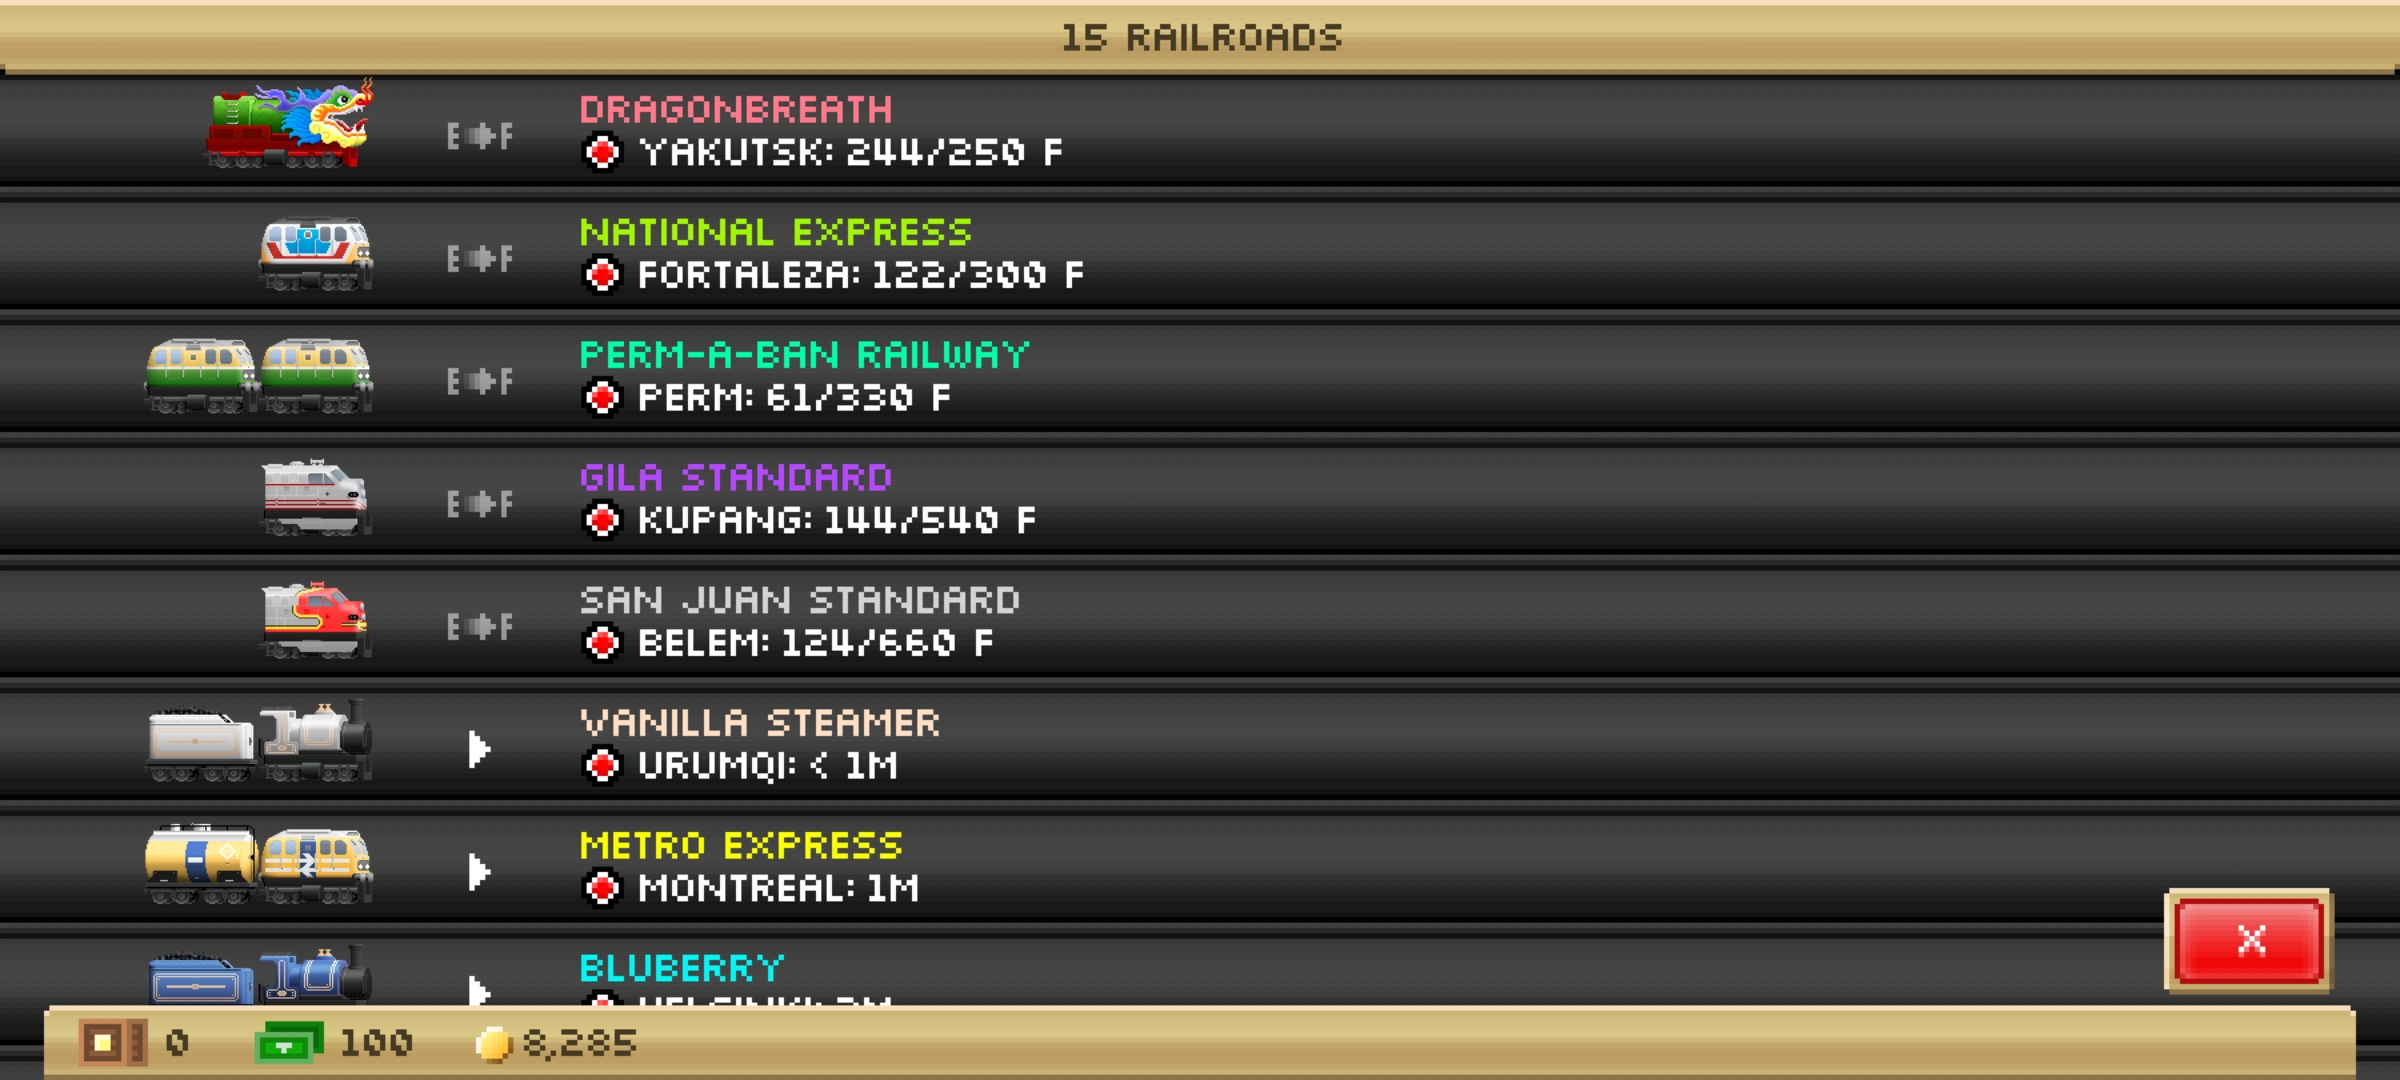 15 RAILROADS
E F
DRAGONBREATH
YAKUTSK: 244/250 F
E F
NATIONAL EXPRESS
FORTALEZA: 122/300 F
E F
PERM-A-BAN RAILWAY
PERM: 61/330 F
E F
GILA STANDARD
KUPANG: 144/540 F
E F
SAN JUAN STANDARD
BELEM: 124/660 F
VANILLA STEAMER
URUMQI: < 1M
METRO EXPRESS
MONTREAL: 1M
BLUBERRY
X
0 100 8,285